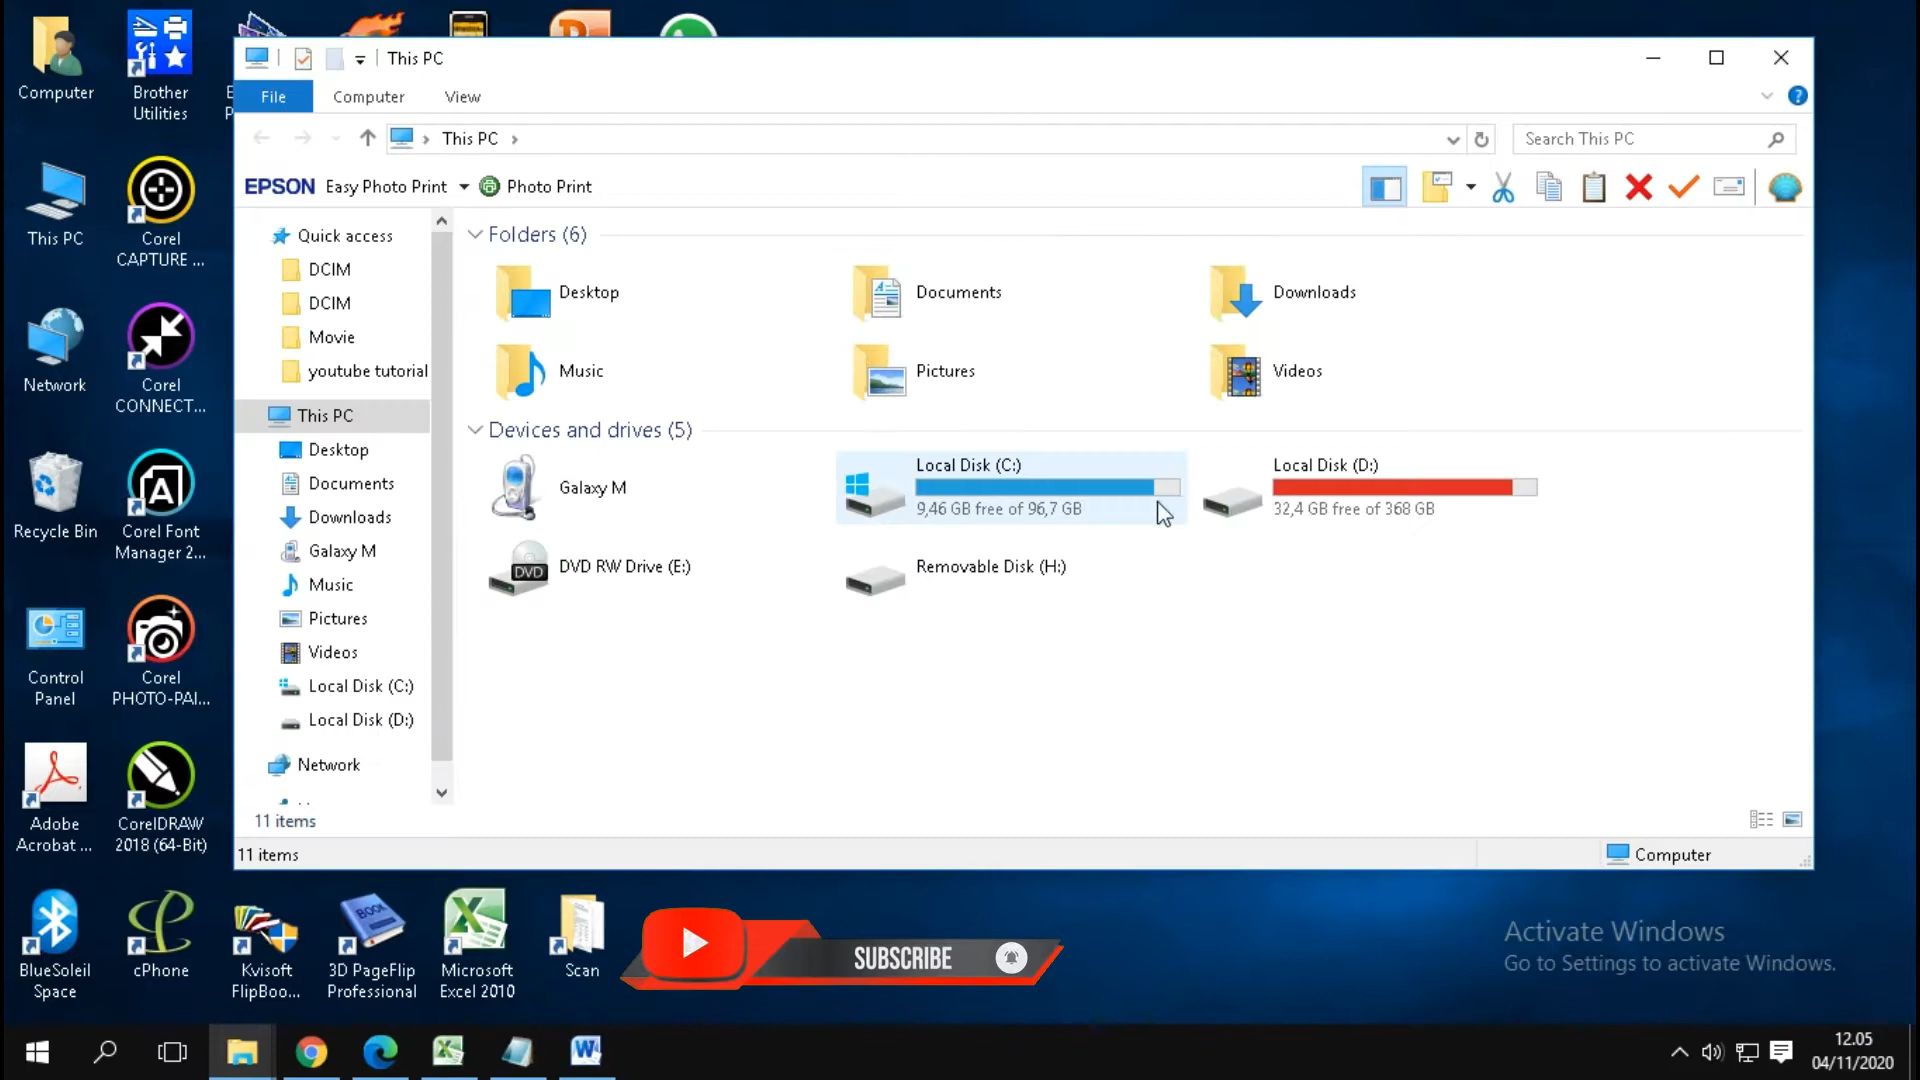 Computer
Brother
Utilities
E
P
This PC
Corel
CAPTURE ...
Network
Corel
CONNECT...
Recycle Bin
Corel Font
Manager 2...
Control
Panel
Corel
PHOTO-PAI...
Adobe
Acrobat ...
CorelDRAW
2018 (64-Bit)
BlueSoleil
Space
cPhone
Kvisoft
FlipBoo...
BOOK
3D PageFlip
Professional
Microsoft
Excel 2010
Scan
This PC
File
Computer
View
This PC
Search This PC
EPSON Easy Photo Print
Photo Print
Quick access
DCIM
DCIM
Movie
youtube tutorial
This PC
Desktop
Documents
Downloads
Galaxy M
Music
Pictures
Videos
Local Disk (C:)
Local Disk (D:)
Network
Folders (6)
Desktop
Documents
Downloads
Music
Pictures
Videos
Devices and drives (5)
Galaxy M
Local Disk (C:)
9,46 GB free of 96,7 GB
Local Disk (D:)
32,4 GB free of 368 GB
DVD
DVD RW Drive (E:)
Removable Disk (H:)
11 items
11 items
Computer
SUBSCRIBE
Activate Windows
Go to Settings to activate Windows.
12.05
04/11/2020